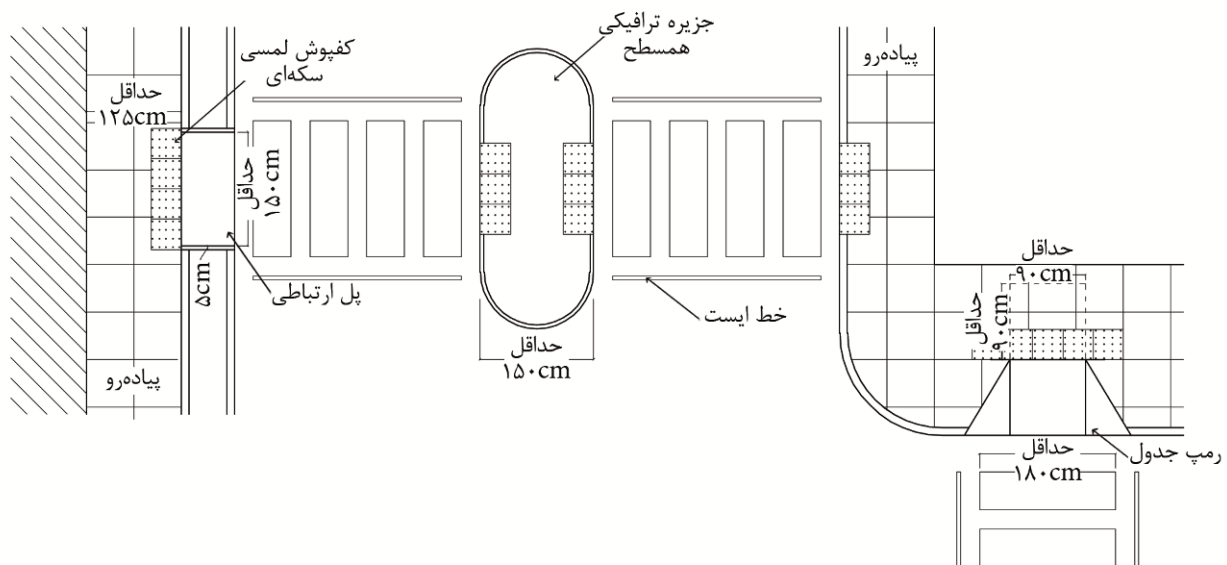 جزیره ترافیکی
همسطح
کفپوش لمسی
سکه‌ای
پیاده‌رو
حداقل
۱۲۵cm
حداقل
۱۵۰cm
۵cm
پل ارتباطی
خط ایست
حداقل
۱۵۰cm
پیاده‌رو
حداقل
۹۰cm
حداقل
۹۰cm
رمپ جدول
حداقل
۱۸۰cm